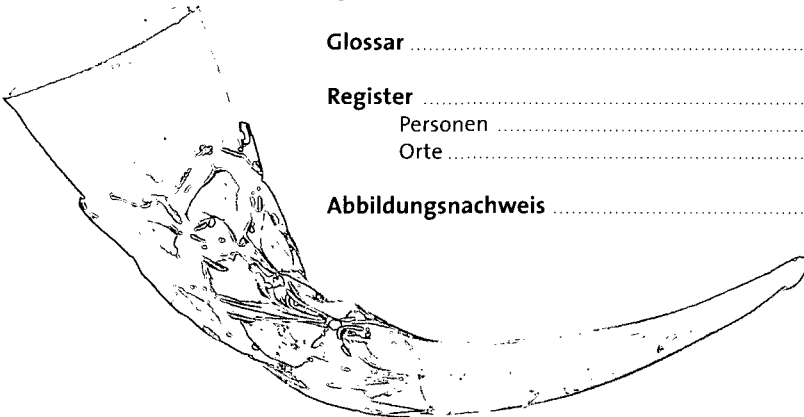 Glossar ........................................................
Register ........................................................
Personen ........................................................
Orte ........................................................
Abbildungsnachweis ........................................................